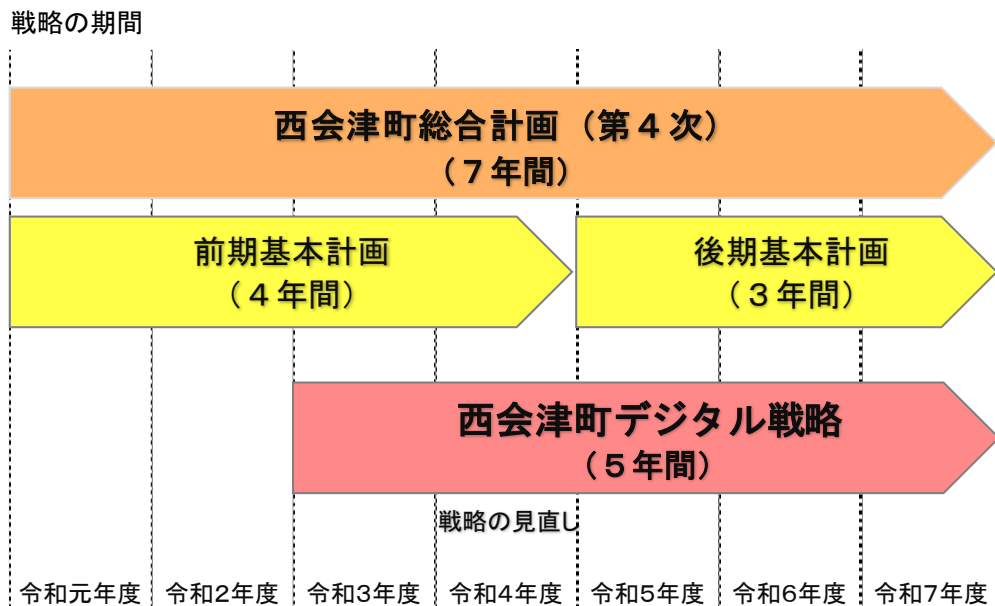 戦略の期間
西会津町総合計画（第４次）
（７年間）
前期基本計画
（４年間）
後期基本計画
（３年間）
西会津町デジタル戦略
（５年間）
戦略の見直し
令和元年度
令和２年度
令和３年度
令和４年度
令和５年度
令和６年度
令和７年度